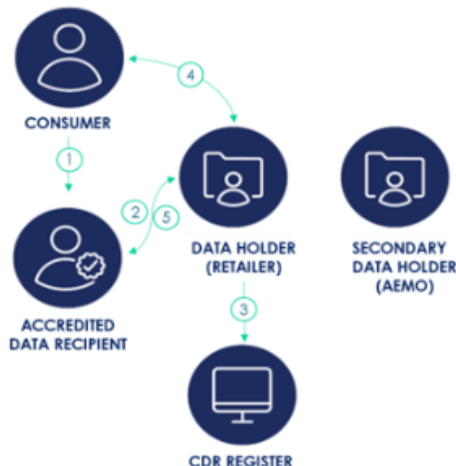 4
CONSUMER
1
2
5
DATA HOLDER
(RETAILER)
SECONDARY
DATA HOLDER
(AEMO)
3
ACCREDITED
DATA RECIPIENT
CDR REGISTER